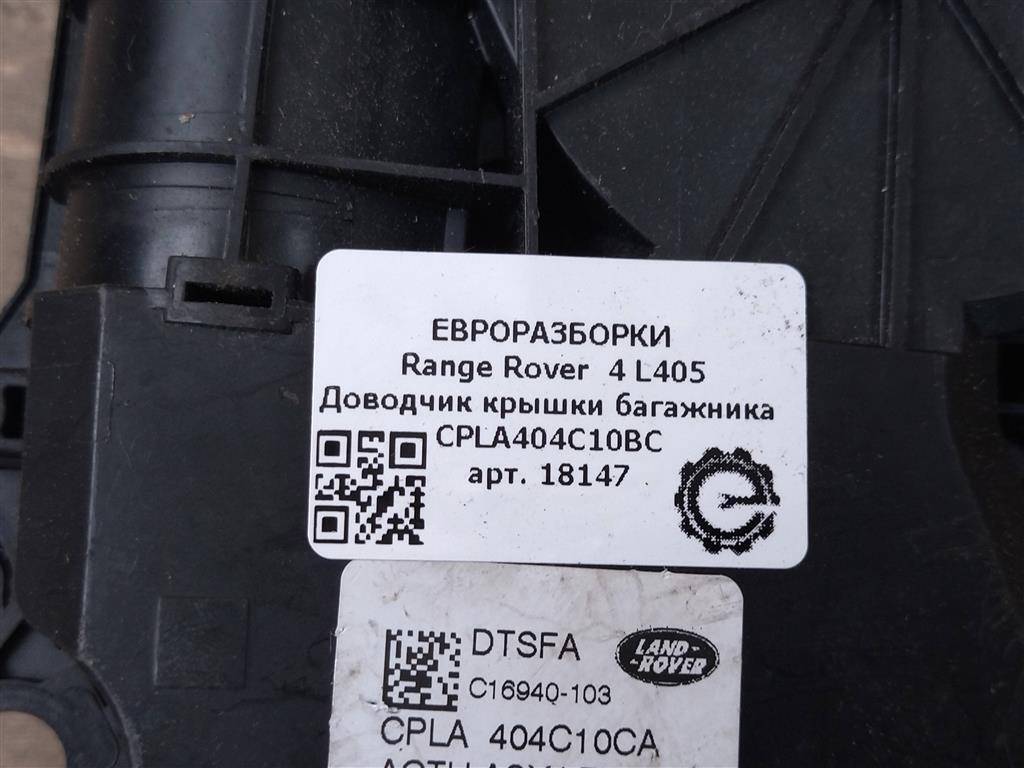 ЕВРОРАЗБОРКИ
Range Rover 4 L405
Доводчик крышки багажника
CPLA404C10BC
арт. 18147
DTSFA
LAND-
-ROVER
C16940-103
CPLA 404C10CA